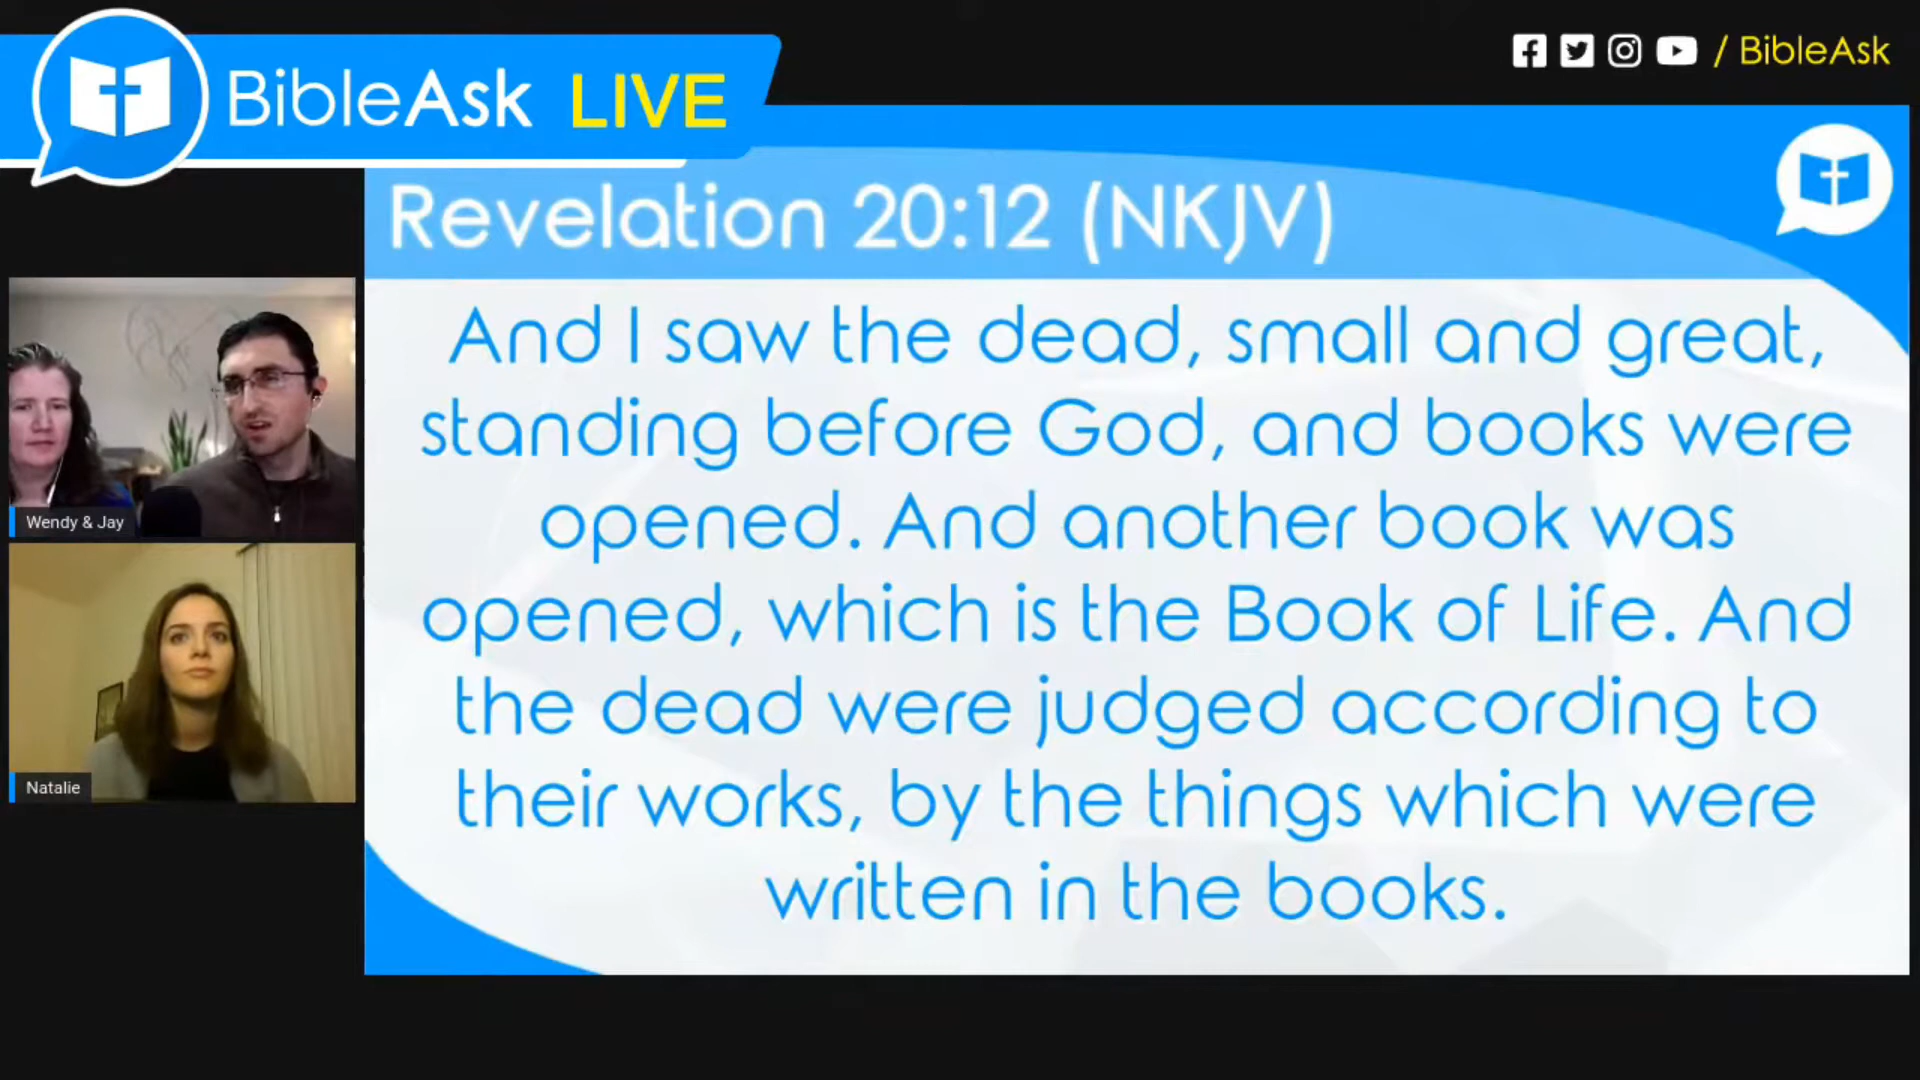 BibleAsk LIVE
/ BibleAsk
Revelation 20:12 (NKJV)
And I saw the dead, small and great,
standing before God, and books were
opened. And another book was
opened, which is the Book of Life. And
the dead were judged according to
their works, by the things which were
written in the books.
Wendy & Jay
Natalie